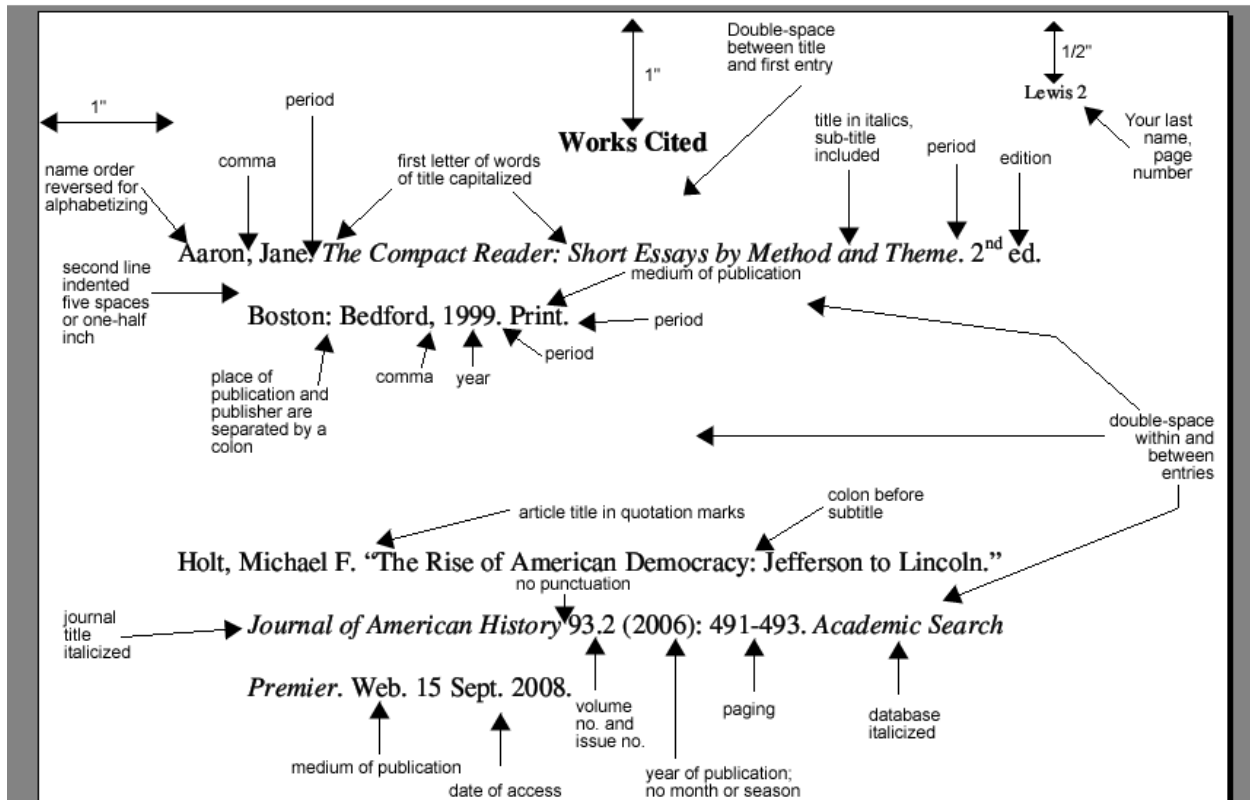 Double-space
between title
and first entry
1"
1/2"
Lewis 2
1"
period
Your last
name,
page
number
title in italics,
sub-title
included
period
edition
Works Cited
comma
first letter of words
of title capitalized
name order
reversed for
alphabetizing
Aaron, Jane. The Compact Reader: Short Essays by Method and Theme. 2nd ed.
second line
indented
five spaces
or one-half
inch
medium of publication
Boston: Bedford, 1999. Print.
period
period
place of
publication and
publisher are
separated by a
colon
comma
year
double-space
within and
between
entries
article title in quotation marks
colon before
subtitle
Holt, Michael F. “The Rise of American Democracy: Jefferson to Lincoln.”
no punctuation
journal
title
italicized
Journal of American History 93.2 (2006): 491-493. Academic Search
Premier. Web. 15 Sept. 2008.
volume
no. and
issue no.
paging
database
italicized
medium of publication
date of access
year of publication;
no month or season